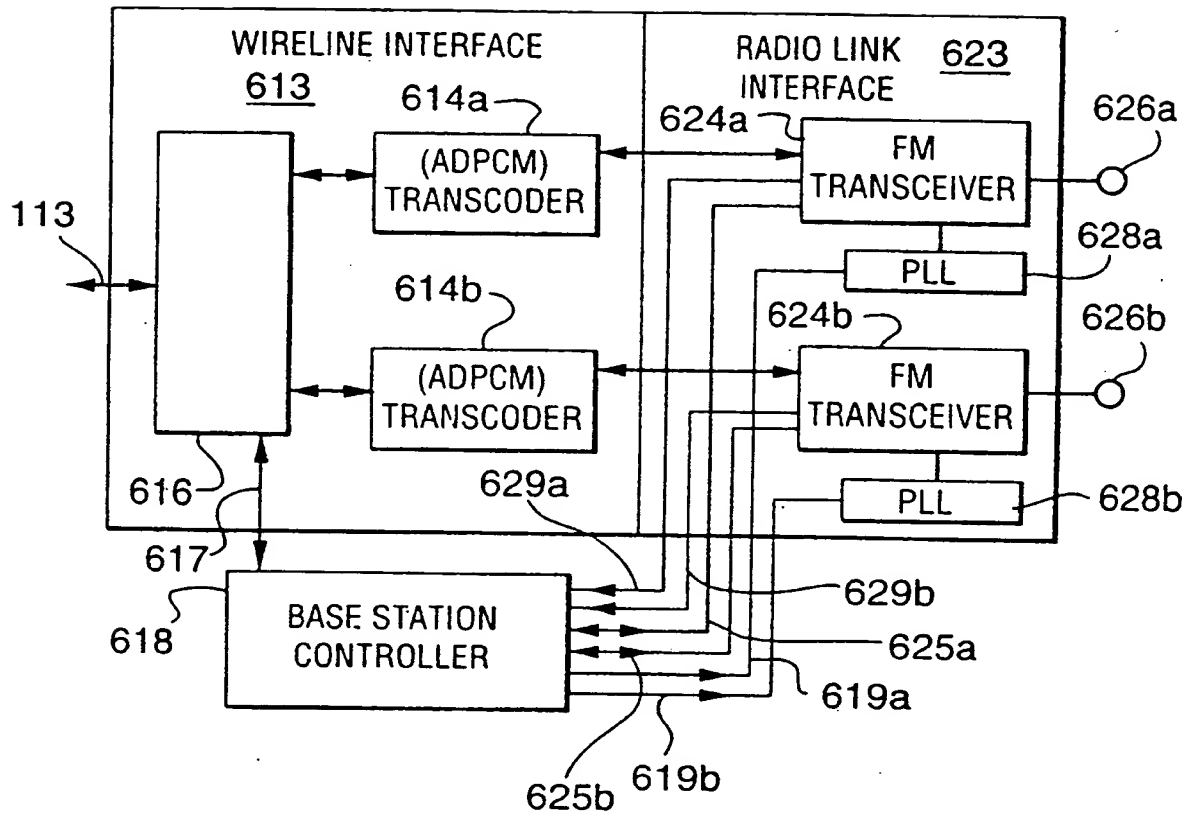 WIRELINE INTERFACE
613
RADIO LINK
INTERFACE
623
614a
(ADPCM)
TRANSCODER
624a
FM
TRANSCEIVER
626a
113
628a
PLL
614b
(ADPCM)
TRANSCODER
624b
FM
TRANSCEIVER
626b
616
629a
PLL
628b
617
618
BASE STATION
CONTROLLER
629b
625a
619a
619b
625b